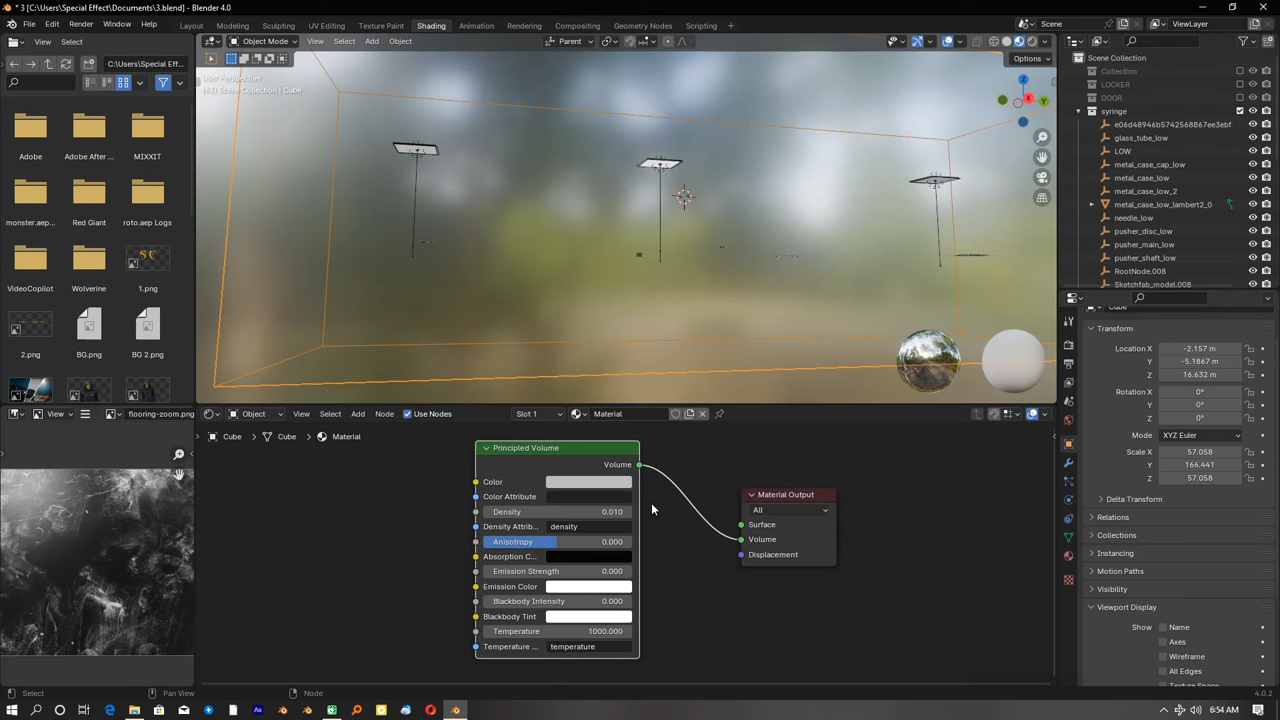 * 3 [C:\Users\Special Effect\Documents\3.blend] - Blender 4.0
File Edit Render Window Help
Layout Modeling Sculpting UV Editing Texture Paint Shading Animation Rendering Compositing Geometry Nodes Scripting +
Scene ViewLayer
View Select C:\Users\Special Eff...
Object Mode View Select Add Object Parent
Options
User Perspective
Scene Collection | Cube
Z
X
Y
Adobe Adobe After ... MIXXIT
monster.aep... Red Giant roto.aep Logs
VideoCopilot Wolverine 1.png
2.png BG.png BG 2.png
Scene Collection
Collection
LOCKER
DOOR
syringe
e06d48946b5742568867ee3ebf
glass_tube_low
LOW
metal_case_cap_low
metal_case_low
metal_case_low_2
metal_case_low_lambert2_0
needle_low
pusher_disc_low
pusher_main_low
pusher_shaft_low
RootNode.008
Sketchfab_model.008
Cube
Transform
Location X -2.157 m
Y -5.1867 m
Z 16.632 m
Rotation X 0°
Y 0°
Z 0°
Mode XYZ Euler
Scale X 57.058
Y 166.441
Z 57.058
Delta Transform
Relations
Collections
Instancing
Motion Paths
Visibility
Viewport Display
Show Name
Axes
Wireframe
All Edges
Texture Space
View flooring-zoom.png
Object View Select Add Node Use Nodes Slot 1 Material
Cube > Cube > Material
Principled Volume
Volume
Color
Color Attribute
Density 0.010
Density Attrib... density
Anisotropy 0.000
Absorption C...
Emission Strength 0.000
Emission Color
Blackbody Intensity 0.000
Blackbody Tint
Temperature 1000.000
Temperature ... temperature
Material Output
All
Surface
Volume
Displacement
Select Pan View Node 4.0.2
6:54 AM